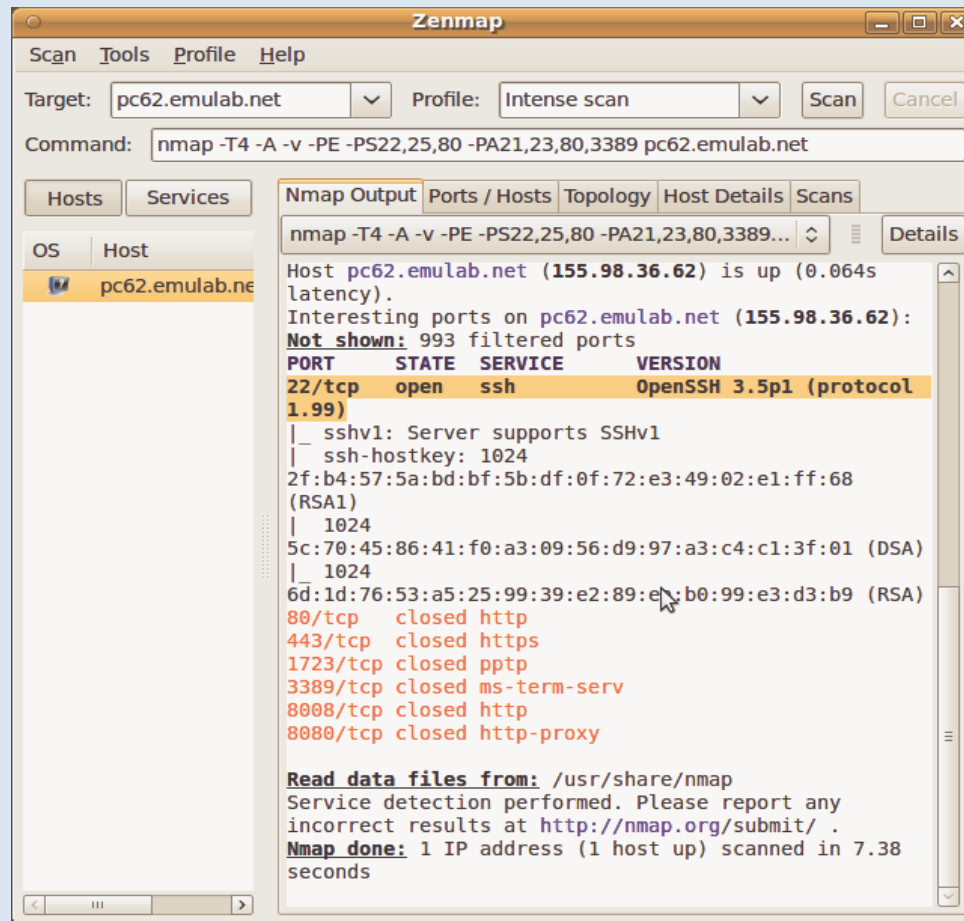 Zenmap
Scan Tools Profile Help
Target: pc62.emulab.net Profile: Intense scan Scan Cancel
Command: nmap -T4 -A -v -PE -PS22,25,80 -PA21,23,80,3389 pc62.emulab.net
Hosts Services
Nmap Output Ports / Hosts Topology Host Details Scans
nmap -T4 -A -v -PE -PS22,25,80 -PA21,23,80,3389... Details
OS Host
pc62.emulab.ne
Host pc62.emulab.net (155.98.36.62) is up (0.064s
latency).
Interesting ports on pc62.emulab.net (155.98.36.62):
Not shown: 993 filtered ports
PORT STATE SERVICE VERSION
22/tcp open ssh OpenSSH 3.5p1 (protocol
1.99)
|_ sshv1: Server supports SSHv1
| ssh-hostkey: 1024
2f:b4:57:5a:bd:bf:5b:df:0f:72:e3:49:02:e1:ff:68
(RSA1)
| 1024
5c:70:45:86:41:f0:a3:09:56:d9:97:a3:c4:c1:3f:01 (DSA)
|_ 1024
(RSA)
80/tcp closed http
443/tcp closed https
1723/tcp closed pptp
3389/tcp closed ms-term-serv
8008/tcp closed http
8080/tcp closed http-proxy
Read data files from: /usr/share/nmap
Service detection performed. Please report any
incorrect results at http://nmap.org/submit/ .
Nmap done: 1 IP address (1 host up) scanned in 7.38
seconds